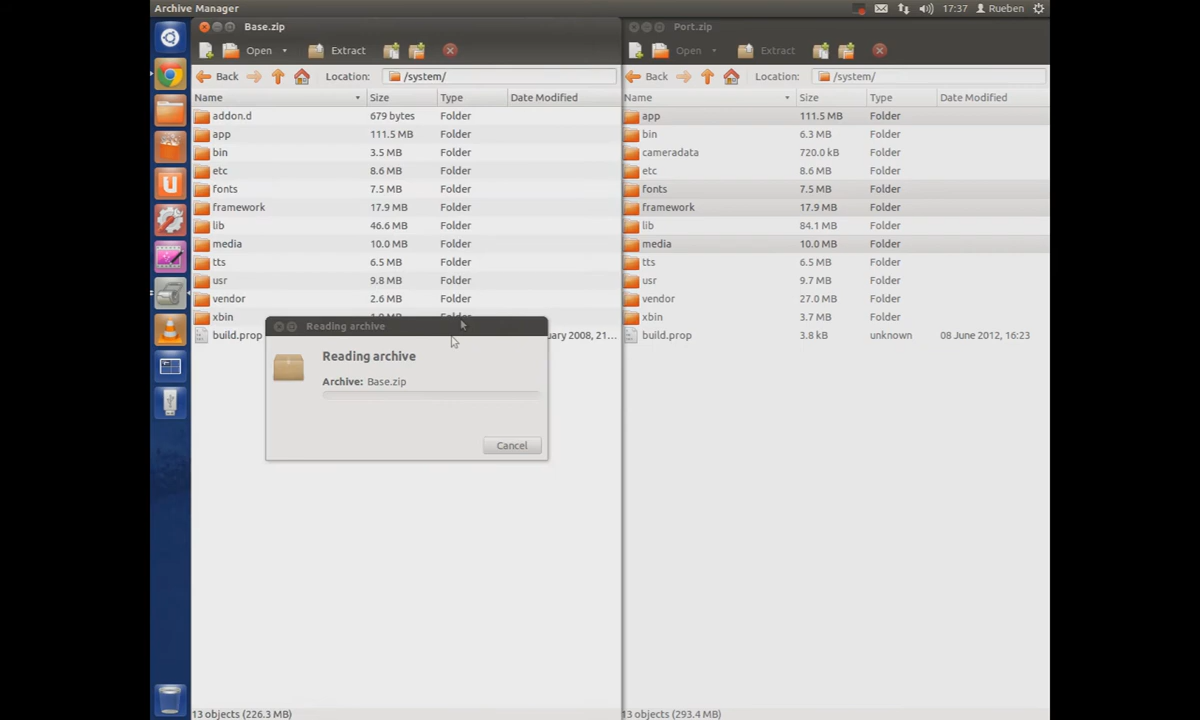 Archive Manager
17:37
Rueben
Base.zip
Open
Extract
Back
Location:
/system/
Name
Size
Type
Date Modified
addon.d 679 bytes Folder
app 111.5 MB Folder
bin 3.5 MB Folder
etc 8.6 MB Folder
fonts 7.5 MB Folder
framework 17.9 MB Folder
lib 46.6 MB Folder
media 10.0 MB Folder
tts 6.5 MB Folder
usr 9.8 MB Folder
vendor 2.6 MB Folder
xbin
build.prop uary 2008, 21...
Reading archive
Reading archive
Archive: Base.zip
Cancel
13 objects (226.3 MB)
Port.zip
Open
Extract
Back
Location:
/system/
Name
Size
Type
Date Modified
app 111.5 MB Folder
bin 6.3 MB Folder
cameradata 720.0 kB Folder
etc 8.6 MB Folder
fonts 7.5 MB Folder
framework 17.9 MB Folder
lib 84.1 MB Folder
media 10.0 MB Folder
tts 6.5 MB Folder
usr 9.7 MB Folder
vendor 27.0 MB Folder
xbin 3.7 MB Folder
build.prop 3.8 kB unknown 08 June 2012, 16:23
13 objects (293.4 MB)